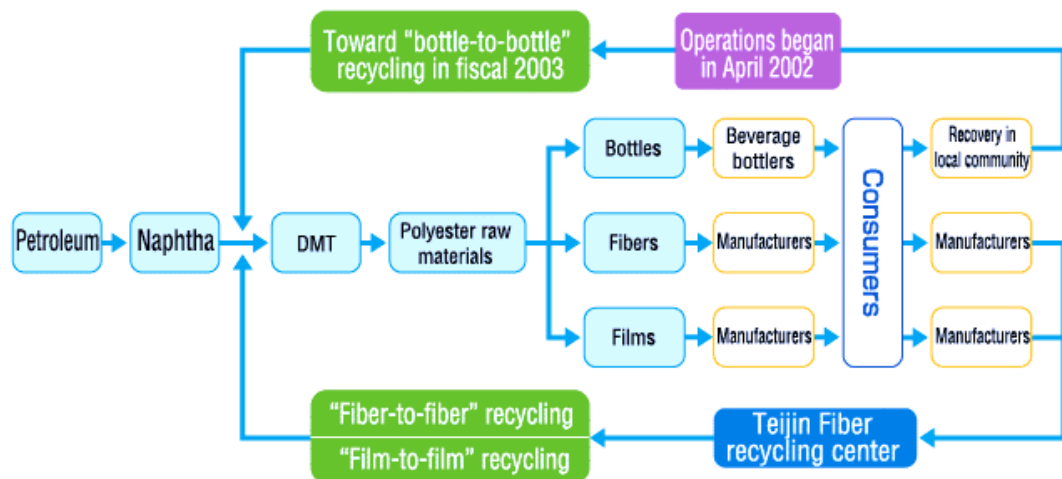 Toward “bottle-to-bottle”
recycling in fiscal 2003
Operations began
in April 2002
Bottles
Beverage
bottlers
Consumers
Recovery in
local community
Petroleum
Naphtha
DMT
Polyester raw
materials
Fibers
Manufacturers
Manufacturers
Films
Manufacturers
Manufacturers
“Fiber-to-fiber” recycling
“Film-to-film” recycling
Teijin Fiber
recycling center